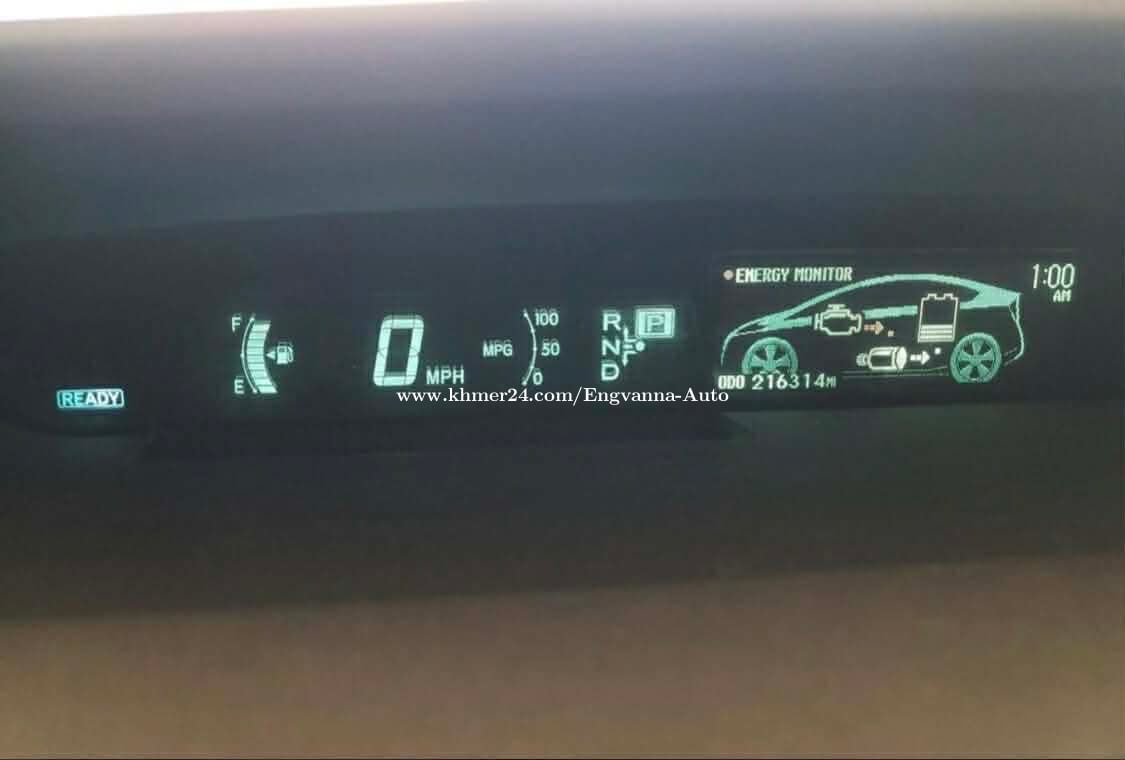 ENERGY MONITOR
1:00
AM
F
E
0
MPH
MPG
100
50
0
R
N
D
P
READY
ODO 216314MI
www.khmer24.com/Engvanna-Auto